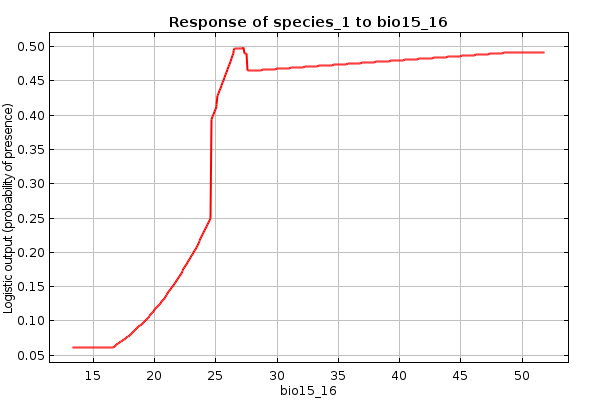 Response of species_1 to bio15_16
Logistic output (probability of presence)
0.50
0.45
0.40
0.35
0.30
0.25
0.20
0.15
0.10
0.05
15 20 25 30 35 40 45 50
bio15_16